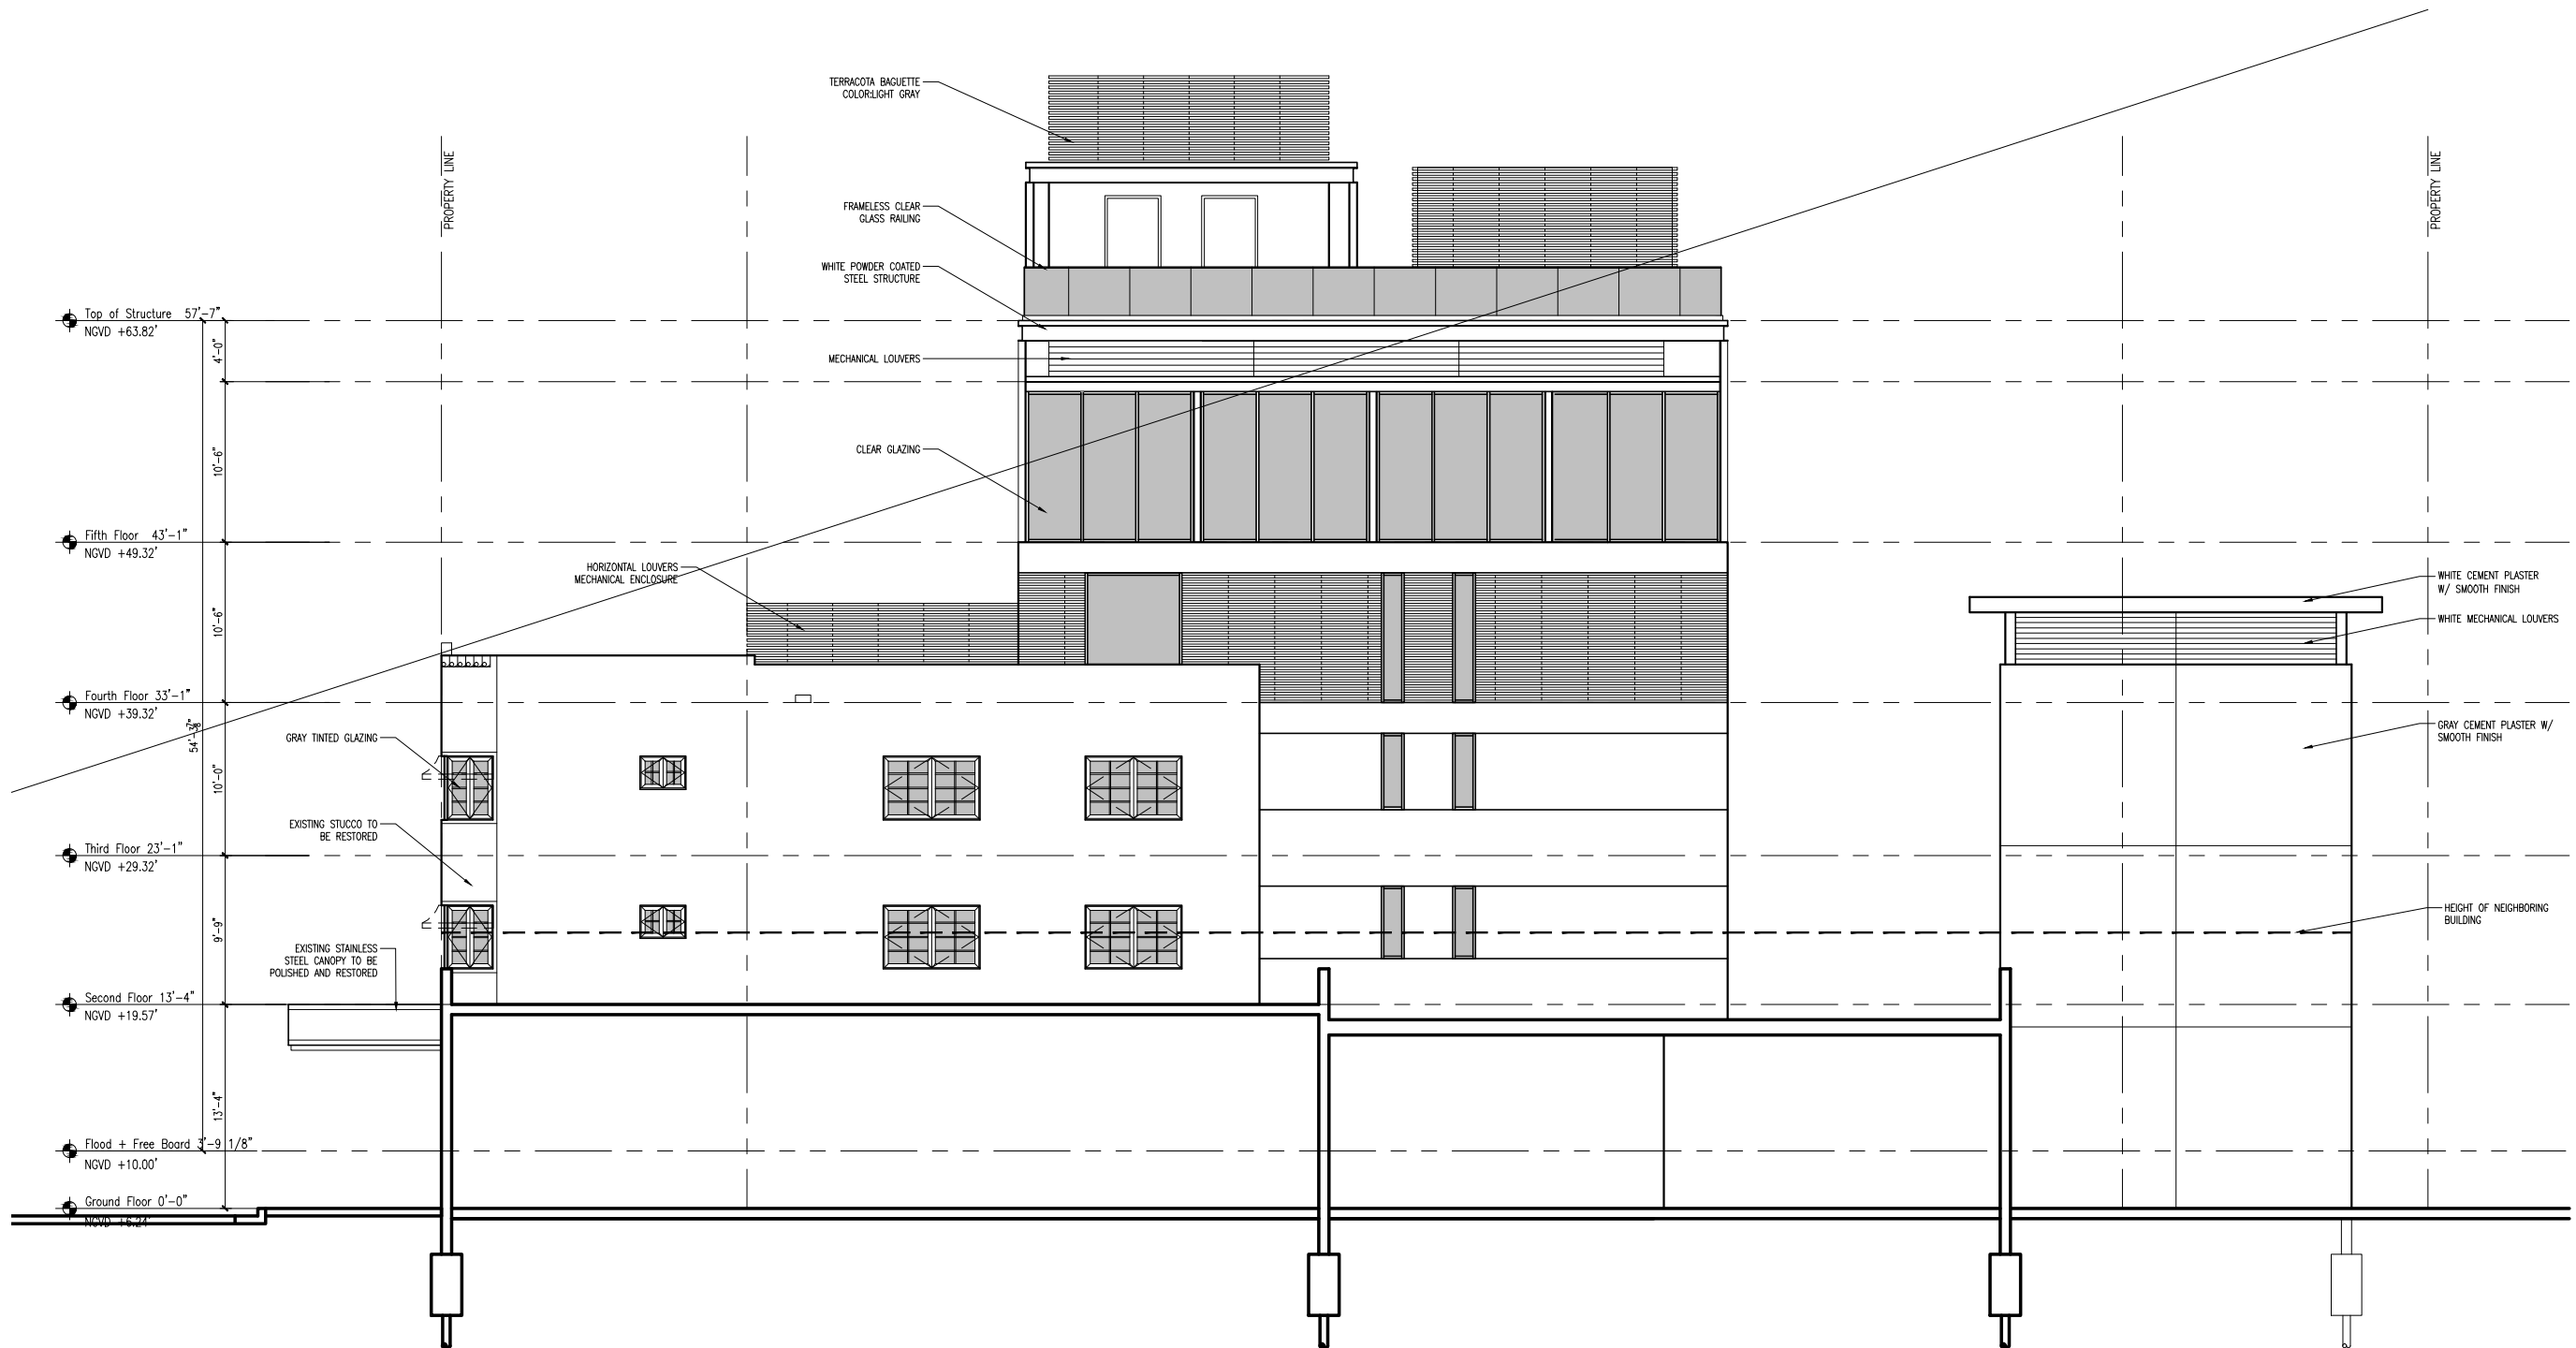 TERRACOTA BAGUETTE
COLOR:LIGHT GRAY
PROPERTY LINE
PROPERTY LINE
FRAMELESS CLEAR
GLASS RAILING
WHITE POWDER COATED
STEEL STRUCTURE
Top of Structure 57'-7"
NGVD +63.82'
4'-0"
MECHANICAL LOUVERS
10'-6"
CLEAR GLAZING
Fifth Floor 43'-1"
NGVD +49.32'
HORIZONTAL LOUVERS
MECHANICAL ENCLOSURE
WHITE CEMENT PLASTER
W/ SMOOTH FINISH
10'-6"
WHITE MECHANICAL LOUVERS
Fourth Floor 33'-1"
NGVD +39.32'
GRAY TINTED GLAZING
GRAY CEMENT PLASTER W/
SMOOTH FINISH
10'-0"
EXISTING STUCCO TO
BE RESTORED
Third Floor 23'-1"
NGVD +29.32'
9'-9"
HEIGHT OF NEIGHBORING
BUILDING
EXISTING STAINLESS
STEEL CANOPY TO BE
POLISHED AND RESTORED
Second Floor 13'-4"
NGVD +19.57'
13'-4"
Flood + Free Board 3'-9 1/8"
NGVD +10.00'
Ground Floor 0'-0"
NGVD +6.24'